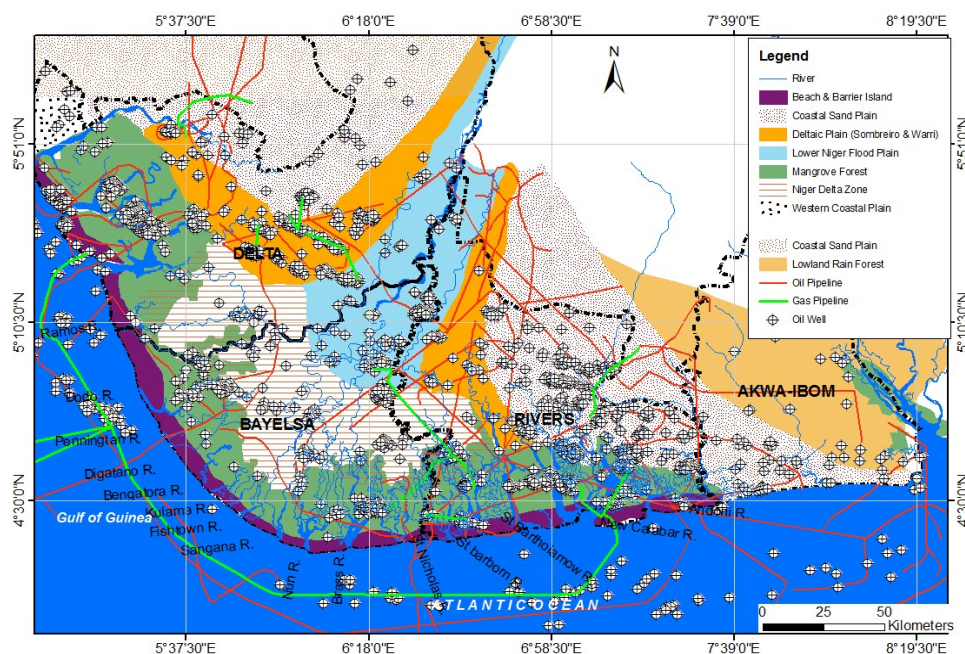 5°37'30"E 6°18'0"E 6°58'30"E 7°39'0"E 8°19'30"E
N
Legend
River
Beach & Barrier Island
Coastal Sand Plain
Deltaic Plain (Sombreiro & Warri)
Lower Niger Flood Plain
Mangrove Forest
Niger Delta Zone
Western Coastal Plain
Coastal Sand Plain
Lowland Rain Forest
Oil Pipeline
Gas Pipeline
Oil Well
5°51'0"N 5°51'0"N
DELTA
5°10'30"N 5°10'30"N
Ramos R.
AKWA-IBOM
Dodo R.
BAYELSA
RIVERS
Penningtan R.
Digatano R.
Bengatora R.
4°30'0"N 4°30'0"N
Kulama R.
Andoni R.
Gulf of Guinea
Fishtown R.
New Calabar R.
Sangana R.
St Bartholamow R.
St barborn R.
Nun R.
Brass R.
St Nicholas
ATLANTIC OCEAN
0 25 50
Kilometers
5°37'30"E 6°18'0"E 6°58'30"E 7°39'0"E 8°19'30"E